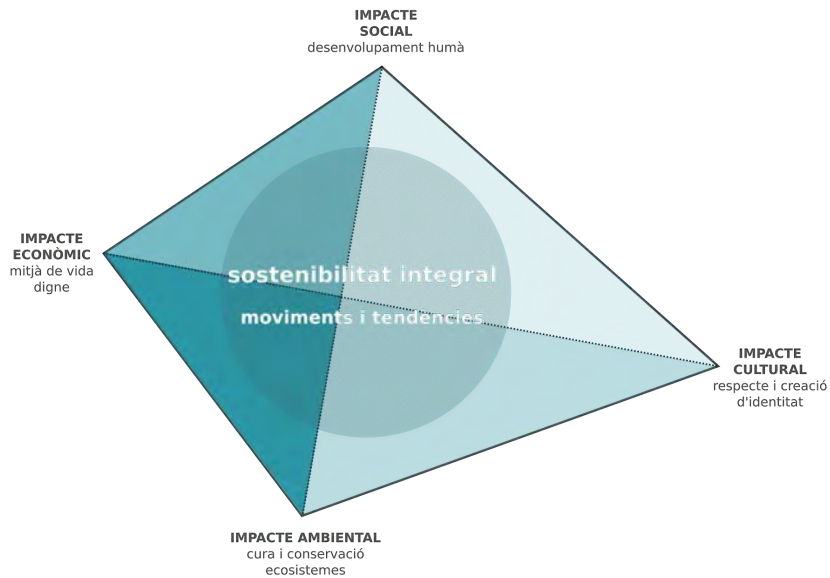 IMPACTE
SOCIAL
desenvolupament humà
IMPACTE
ECONÒMIC
mitjà de vida
digne
sostenibilitat integral
moviments i tendències
IMPACTE
CULTURAL
respecte i creació
d'identitat
IMPACTE AMBIENTAL
cura i conservació
ecosistemes